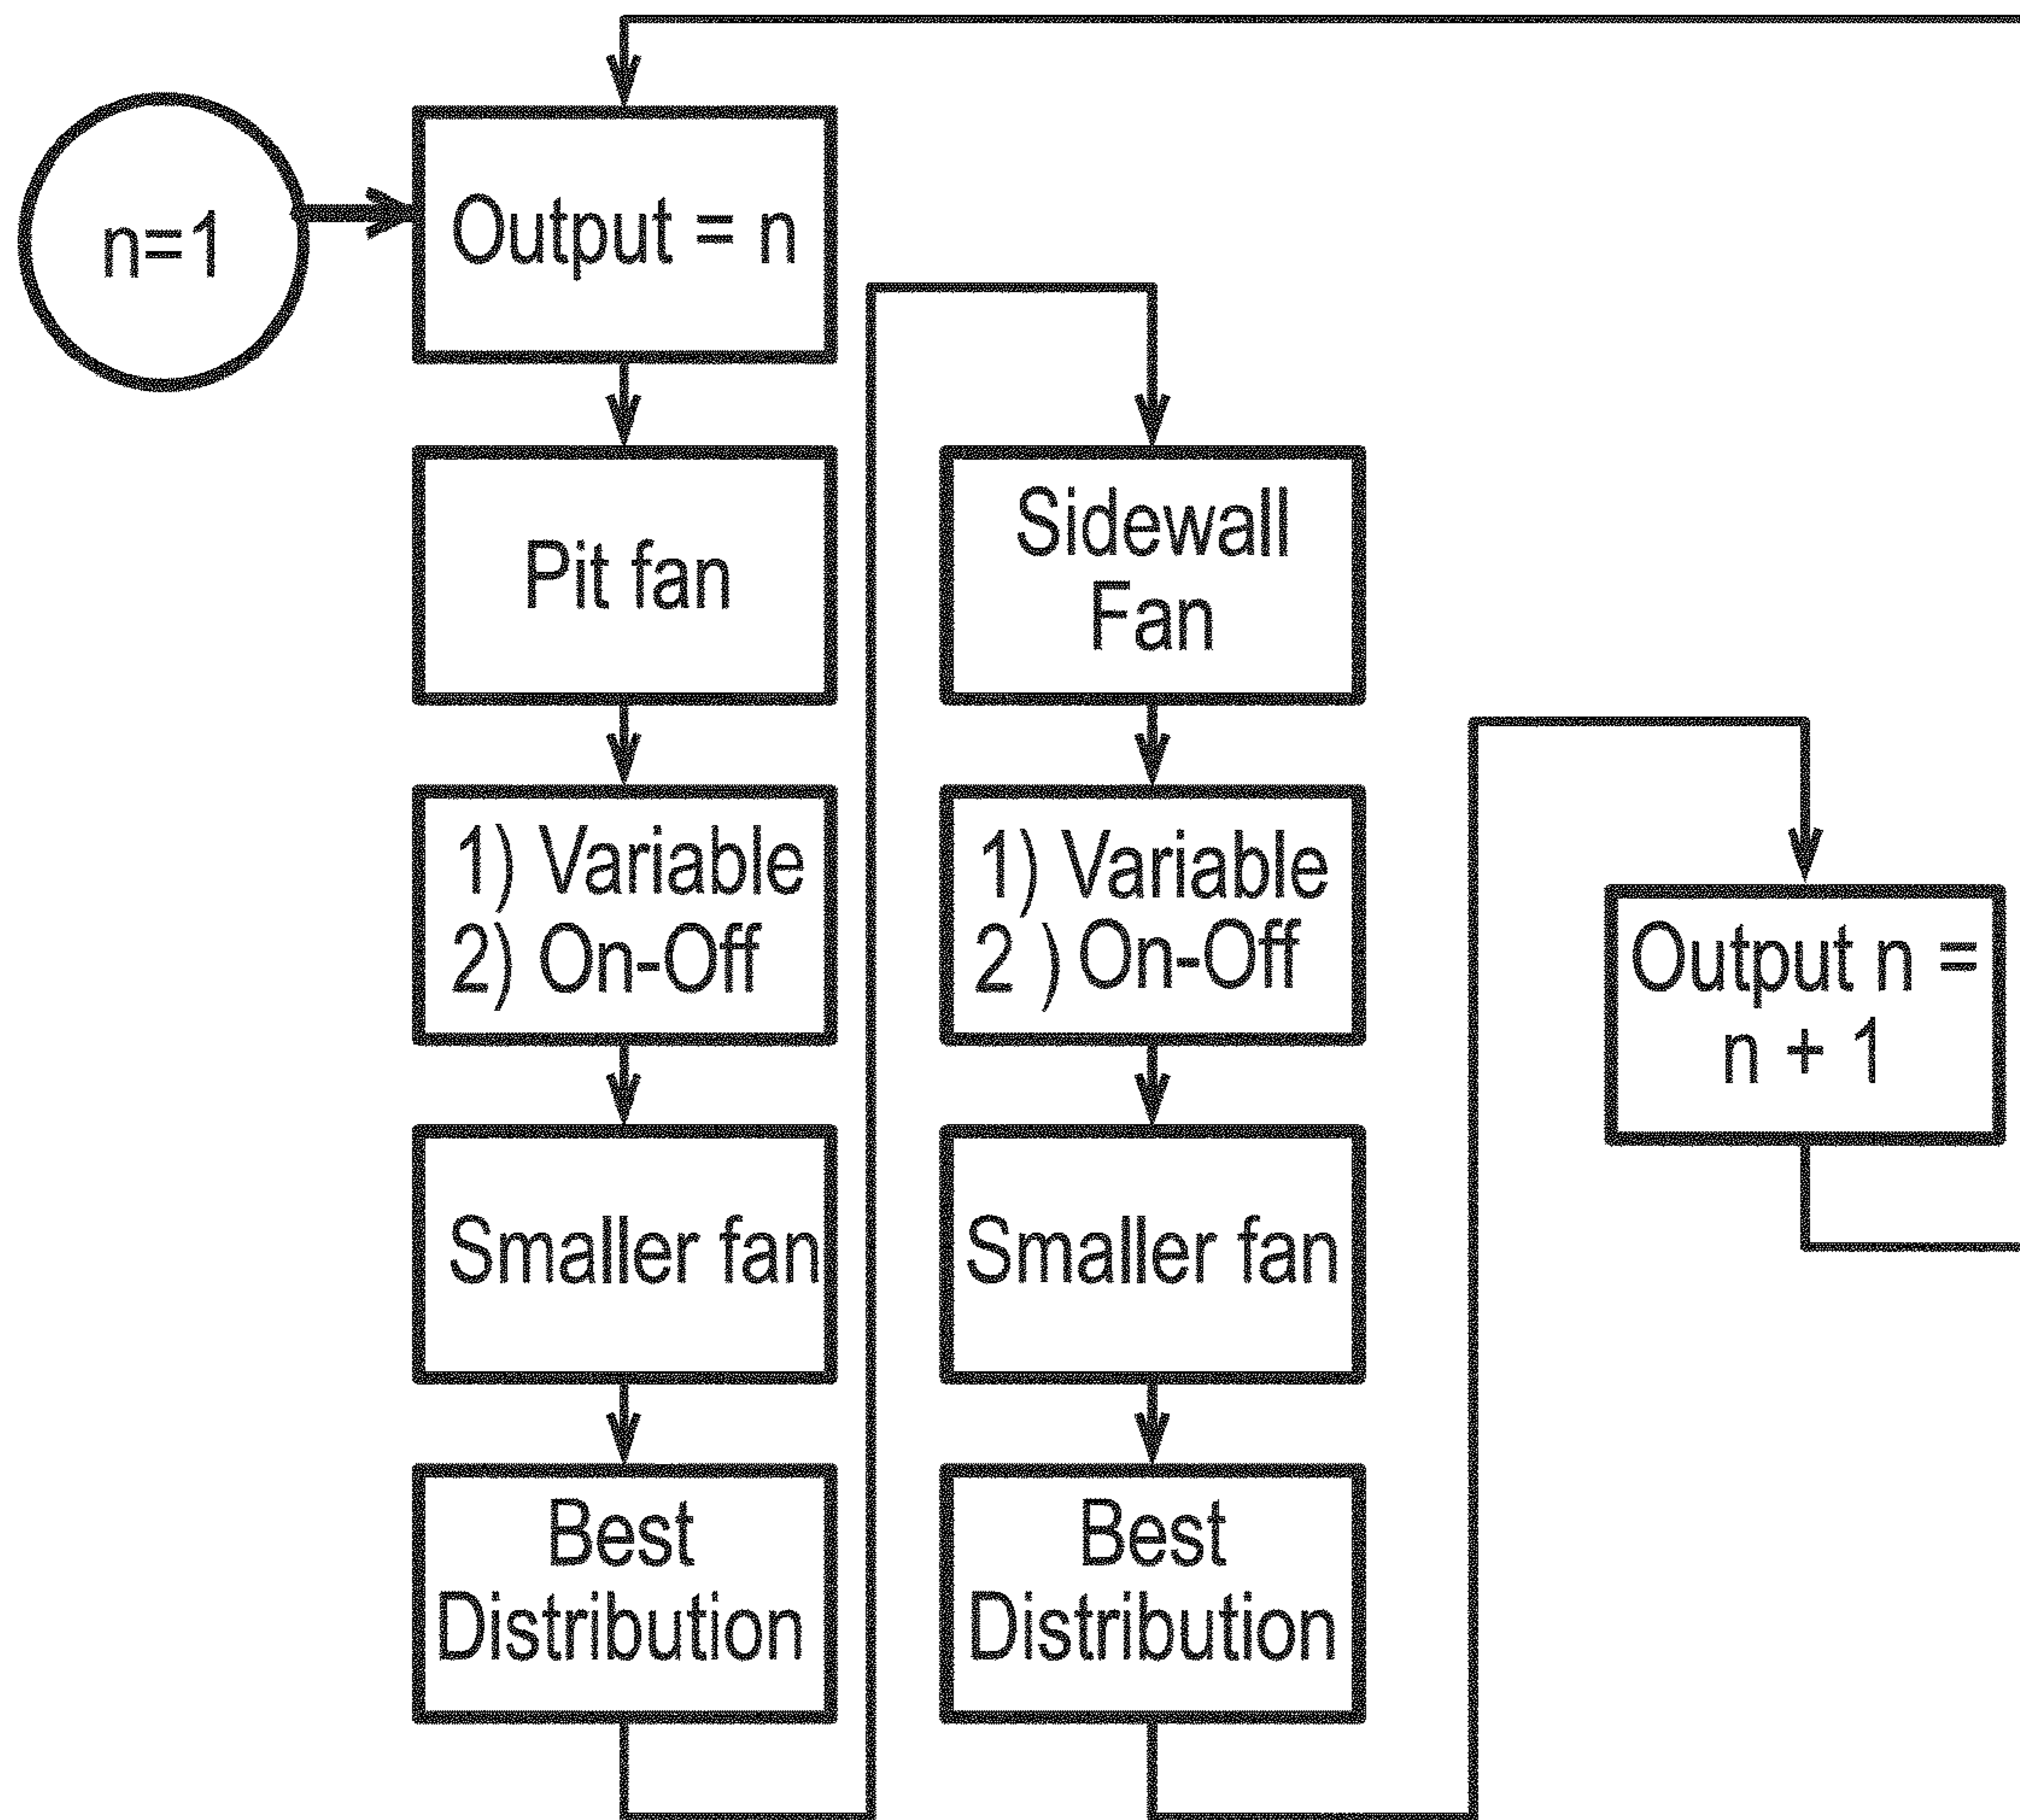 n=1
Output = n
Pit fan
1) Variable
2) On-Off
Smaller fan
Best
Distribution
Sidewall
Fan
1) Variable
2 ) On-Off
Smaller fan
Best
Distribution
Output n =
n + 1